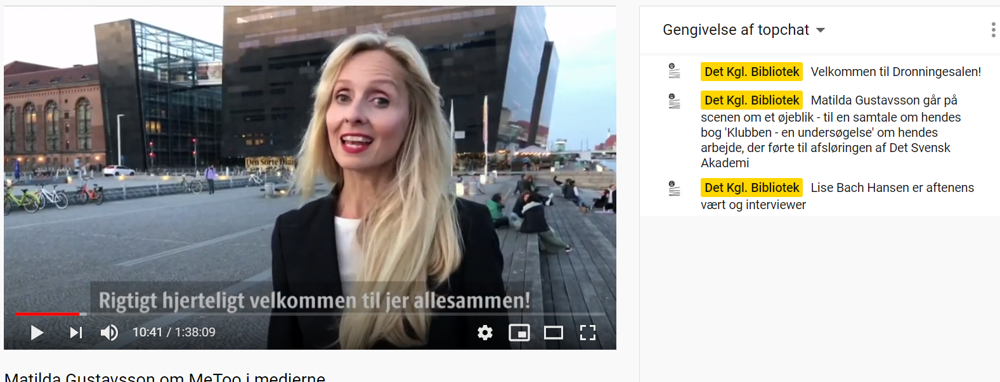 Den Sorte Diam
Rigtigt hjerteligt velkommen til jer allesammen!
10:41 / 1:38:09
Matilda Gustavsson om MeToo i medierne
Gengivelse af topchat
Det Kgl. Bibliotek Velkommen til Dronningesalen!
Det Kgl. Bibliotek Matilda Gustavsson går på
scenen om et øjeblik - til en samtale om hendes
bog 'Klubben - en undersøgelse' om hendes
arbejde, der førte til afsløringen af Det Svensk
Akademi
Det Kgl. Bibliotek Lise Bach Hansen er aftenens
vært og interviewer